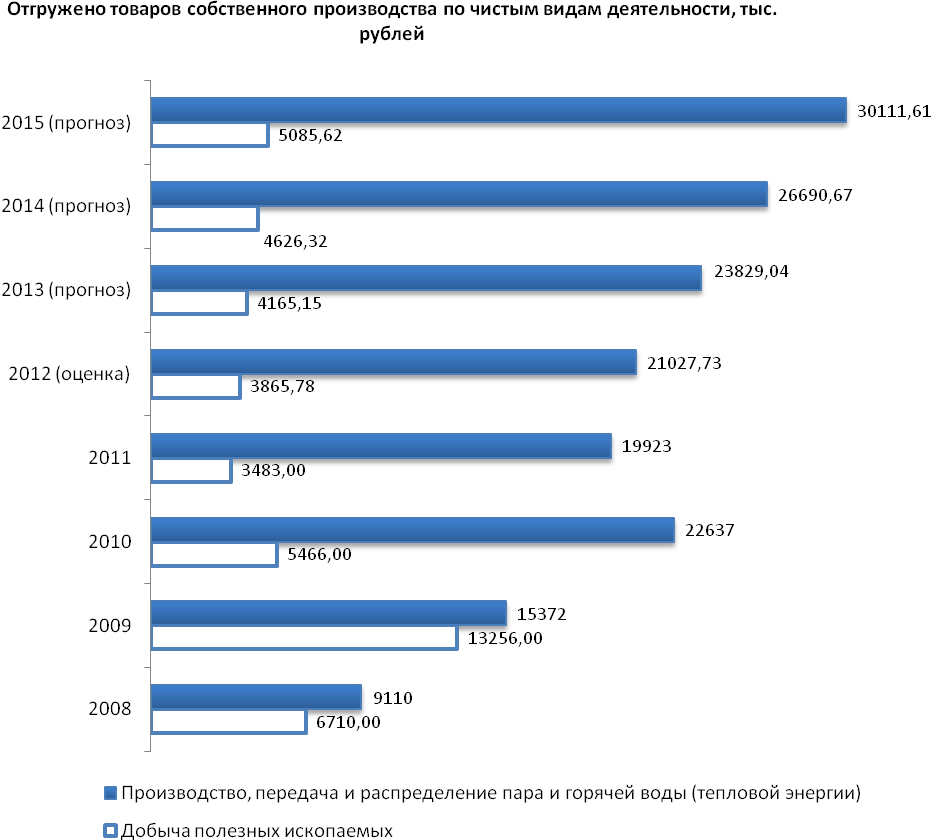 Отгружено товаров собственного производства по чистым видам деятельности, тыс.
рублей
2015 (прогноз)
30111,61
5085,62
2014 (прогноз)
26690,67
4626,32
2013 (прогноз)
23829,04
4165,15
2012 (оценка)
21027,73
3865,78
2011
19923
3483,00
2010
22637
5466,00
2009
15372
13256,00
2008
9110
6710,00
Производство, передача и распределение пара и горячей воды (тепловой энергии)
Добыча полезных ископаемых